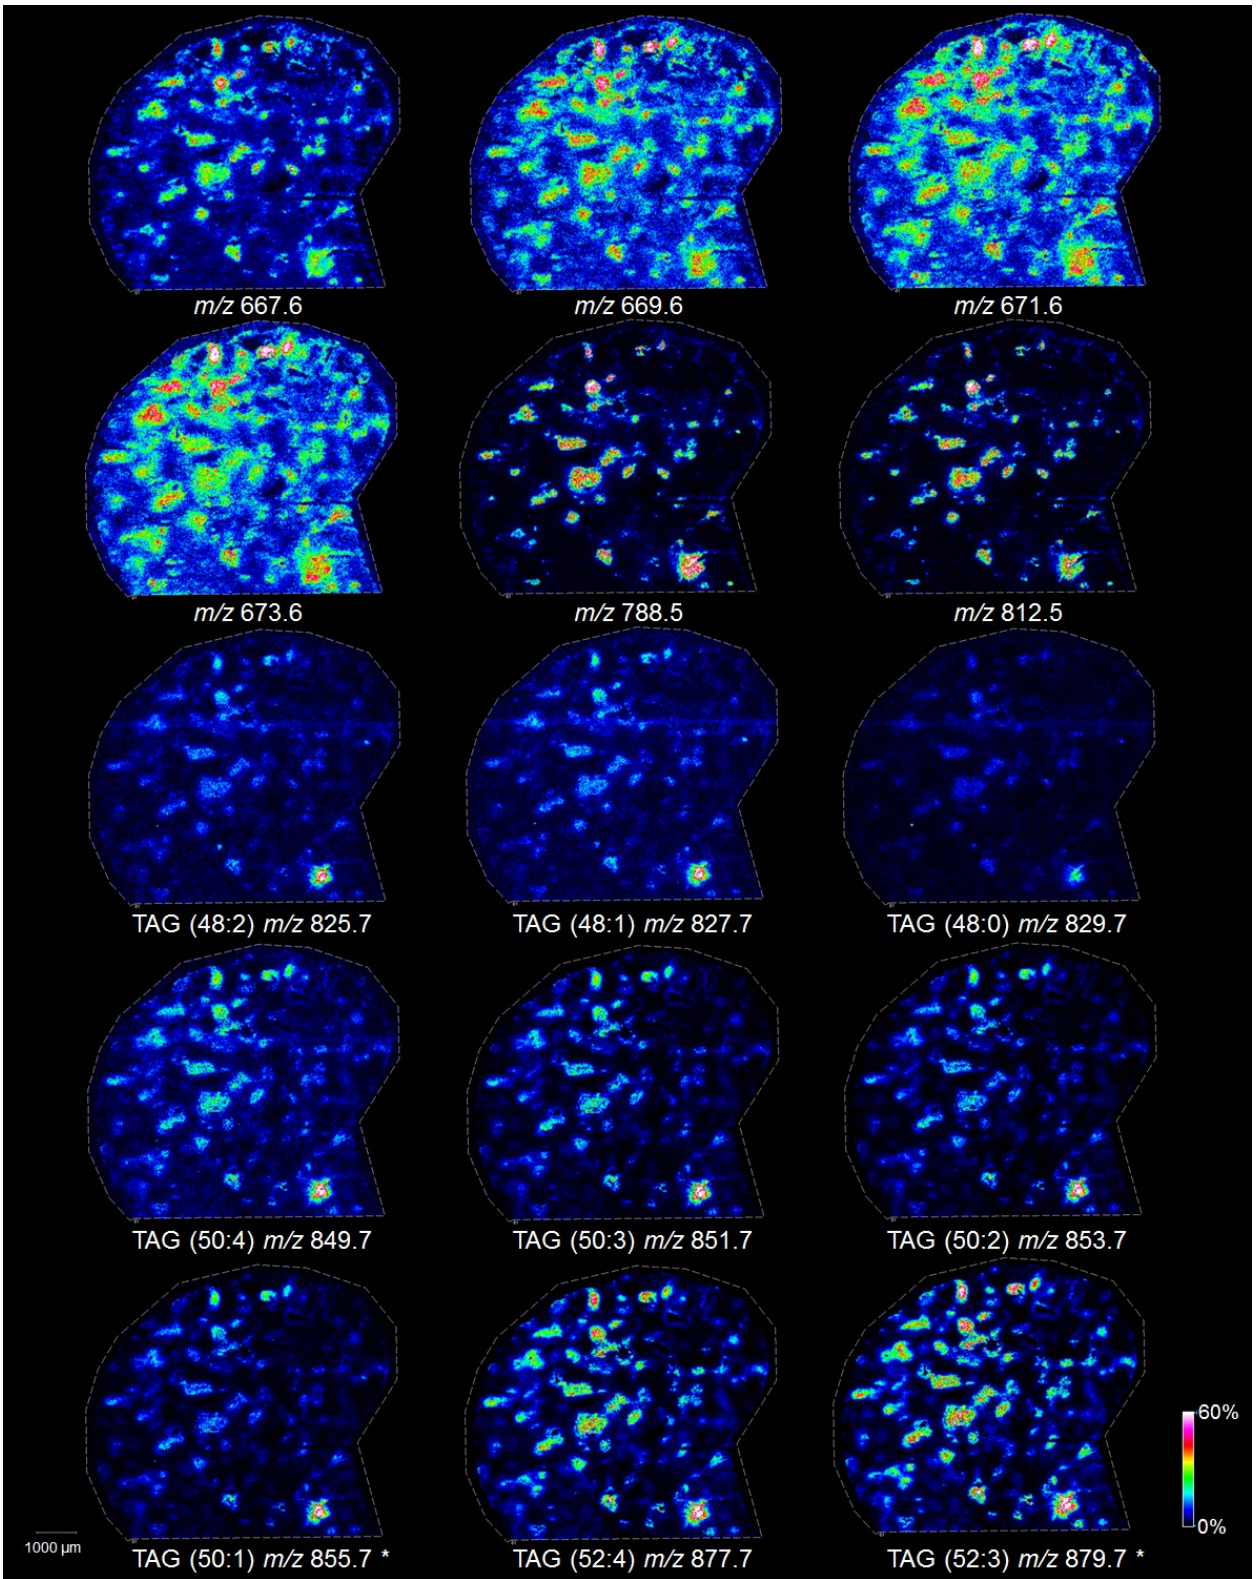 m/z 667.6
m/z 669.6
m/z 671.6
m/z 673.6
m/z 788.5
m/z 812.5
TAG (48:2) m/z 825.7
TAG (48:1) m/z 827.7
TAG (48:0) m/z 829.7
TAG (50:4) m/z 849.7
TAG (50:3) m/z 851.7
TAG (50:2) m/z 853.7
60%
0%
1000 µm
TAG (50:1) m/z 855.7 *
TAG (52:4) m/z 877.7
TAG (52:3) m/z 879.7 *